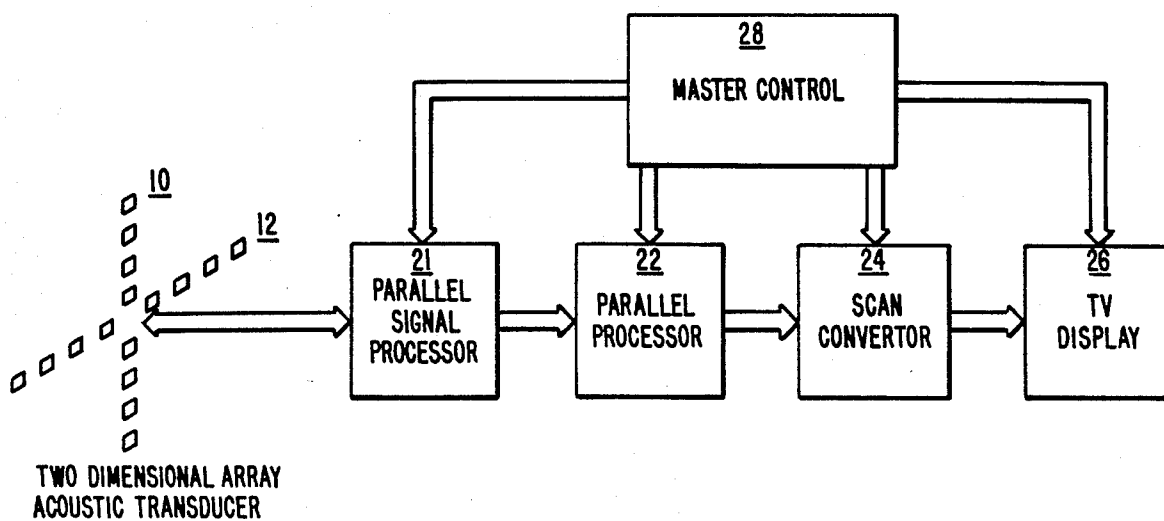 28
MASTER CONTROL
10
12
21
PARALLEL
SIGNAL
PROCESSOR
22
PARALLEL
PROCESSOR
24
SCAN
CONVERTOR
26
TV
DISPLAY
TWO DIMENSIONAL ARRAY
ACOUSTIC TRANSDUCER